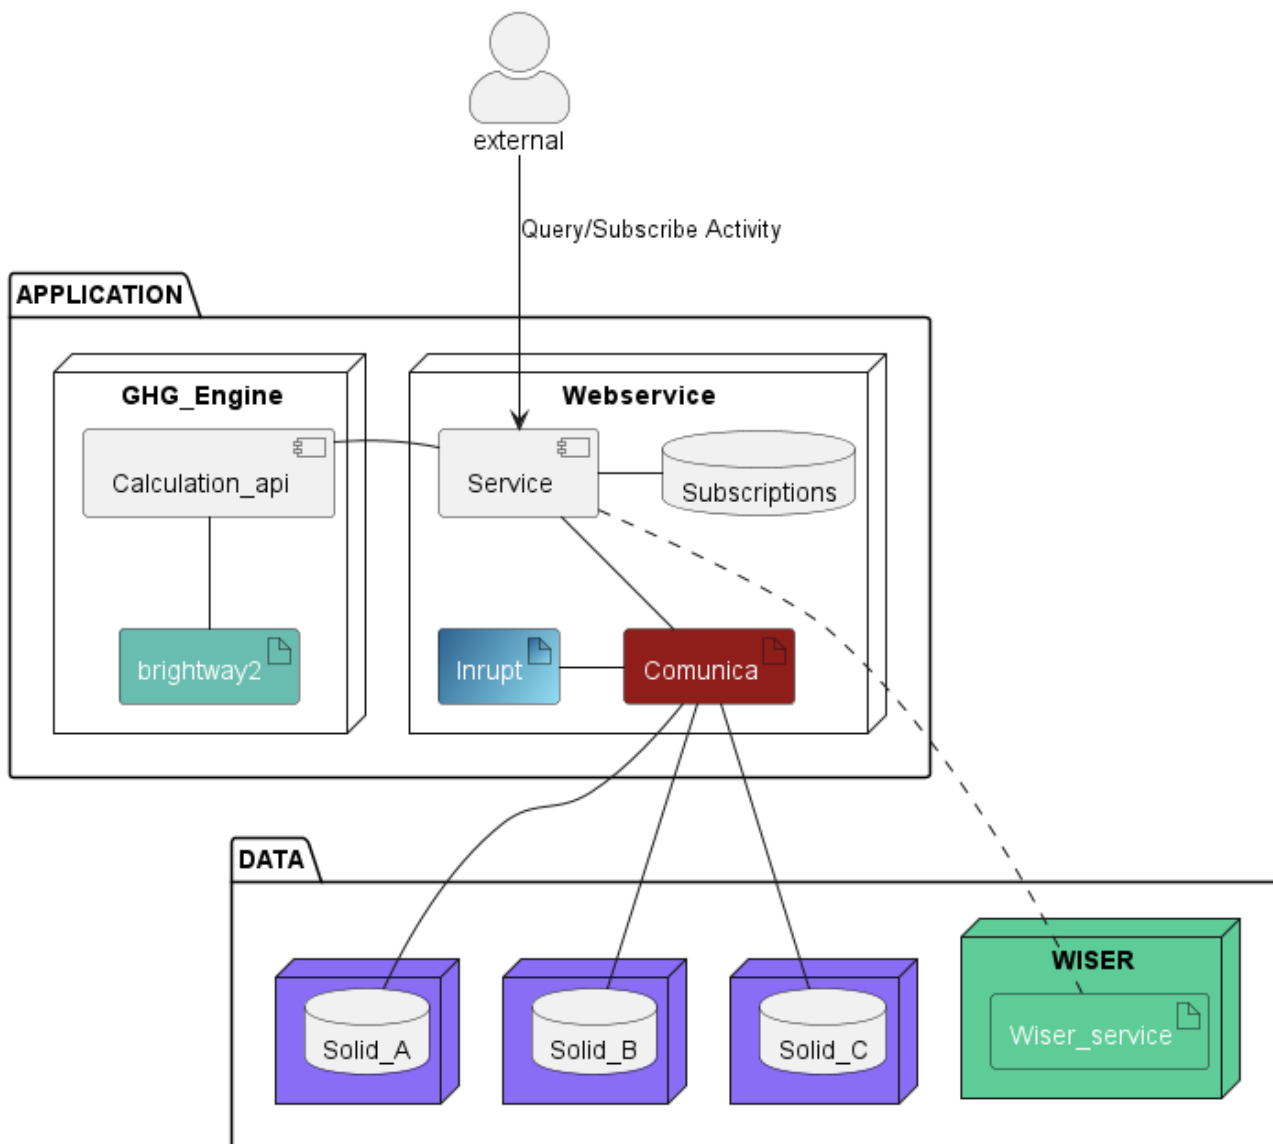 external
Query/Subscribe Activity
APPLICATION
GHG_Engine
Webservice
Calculation_api
Service
Subscriptions
brightway2
Inrupt
Comunica
DATA
WISER
Solid_A
Solid_B
Solid_C
Wiser_service